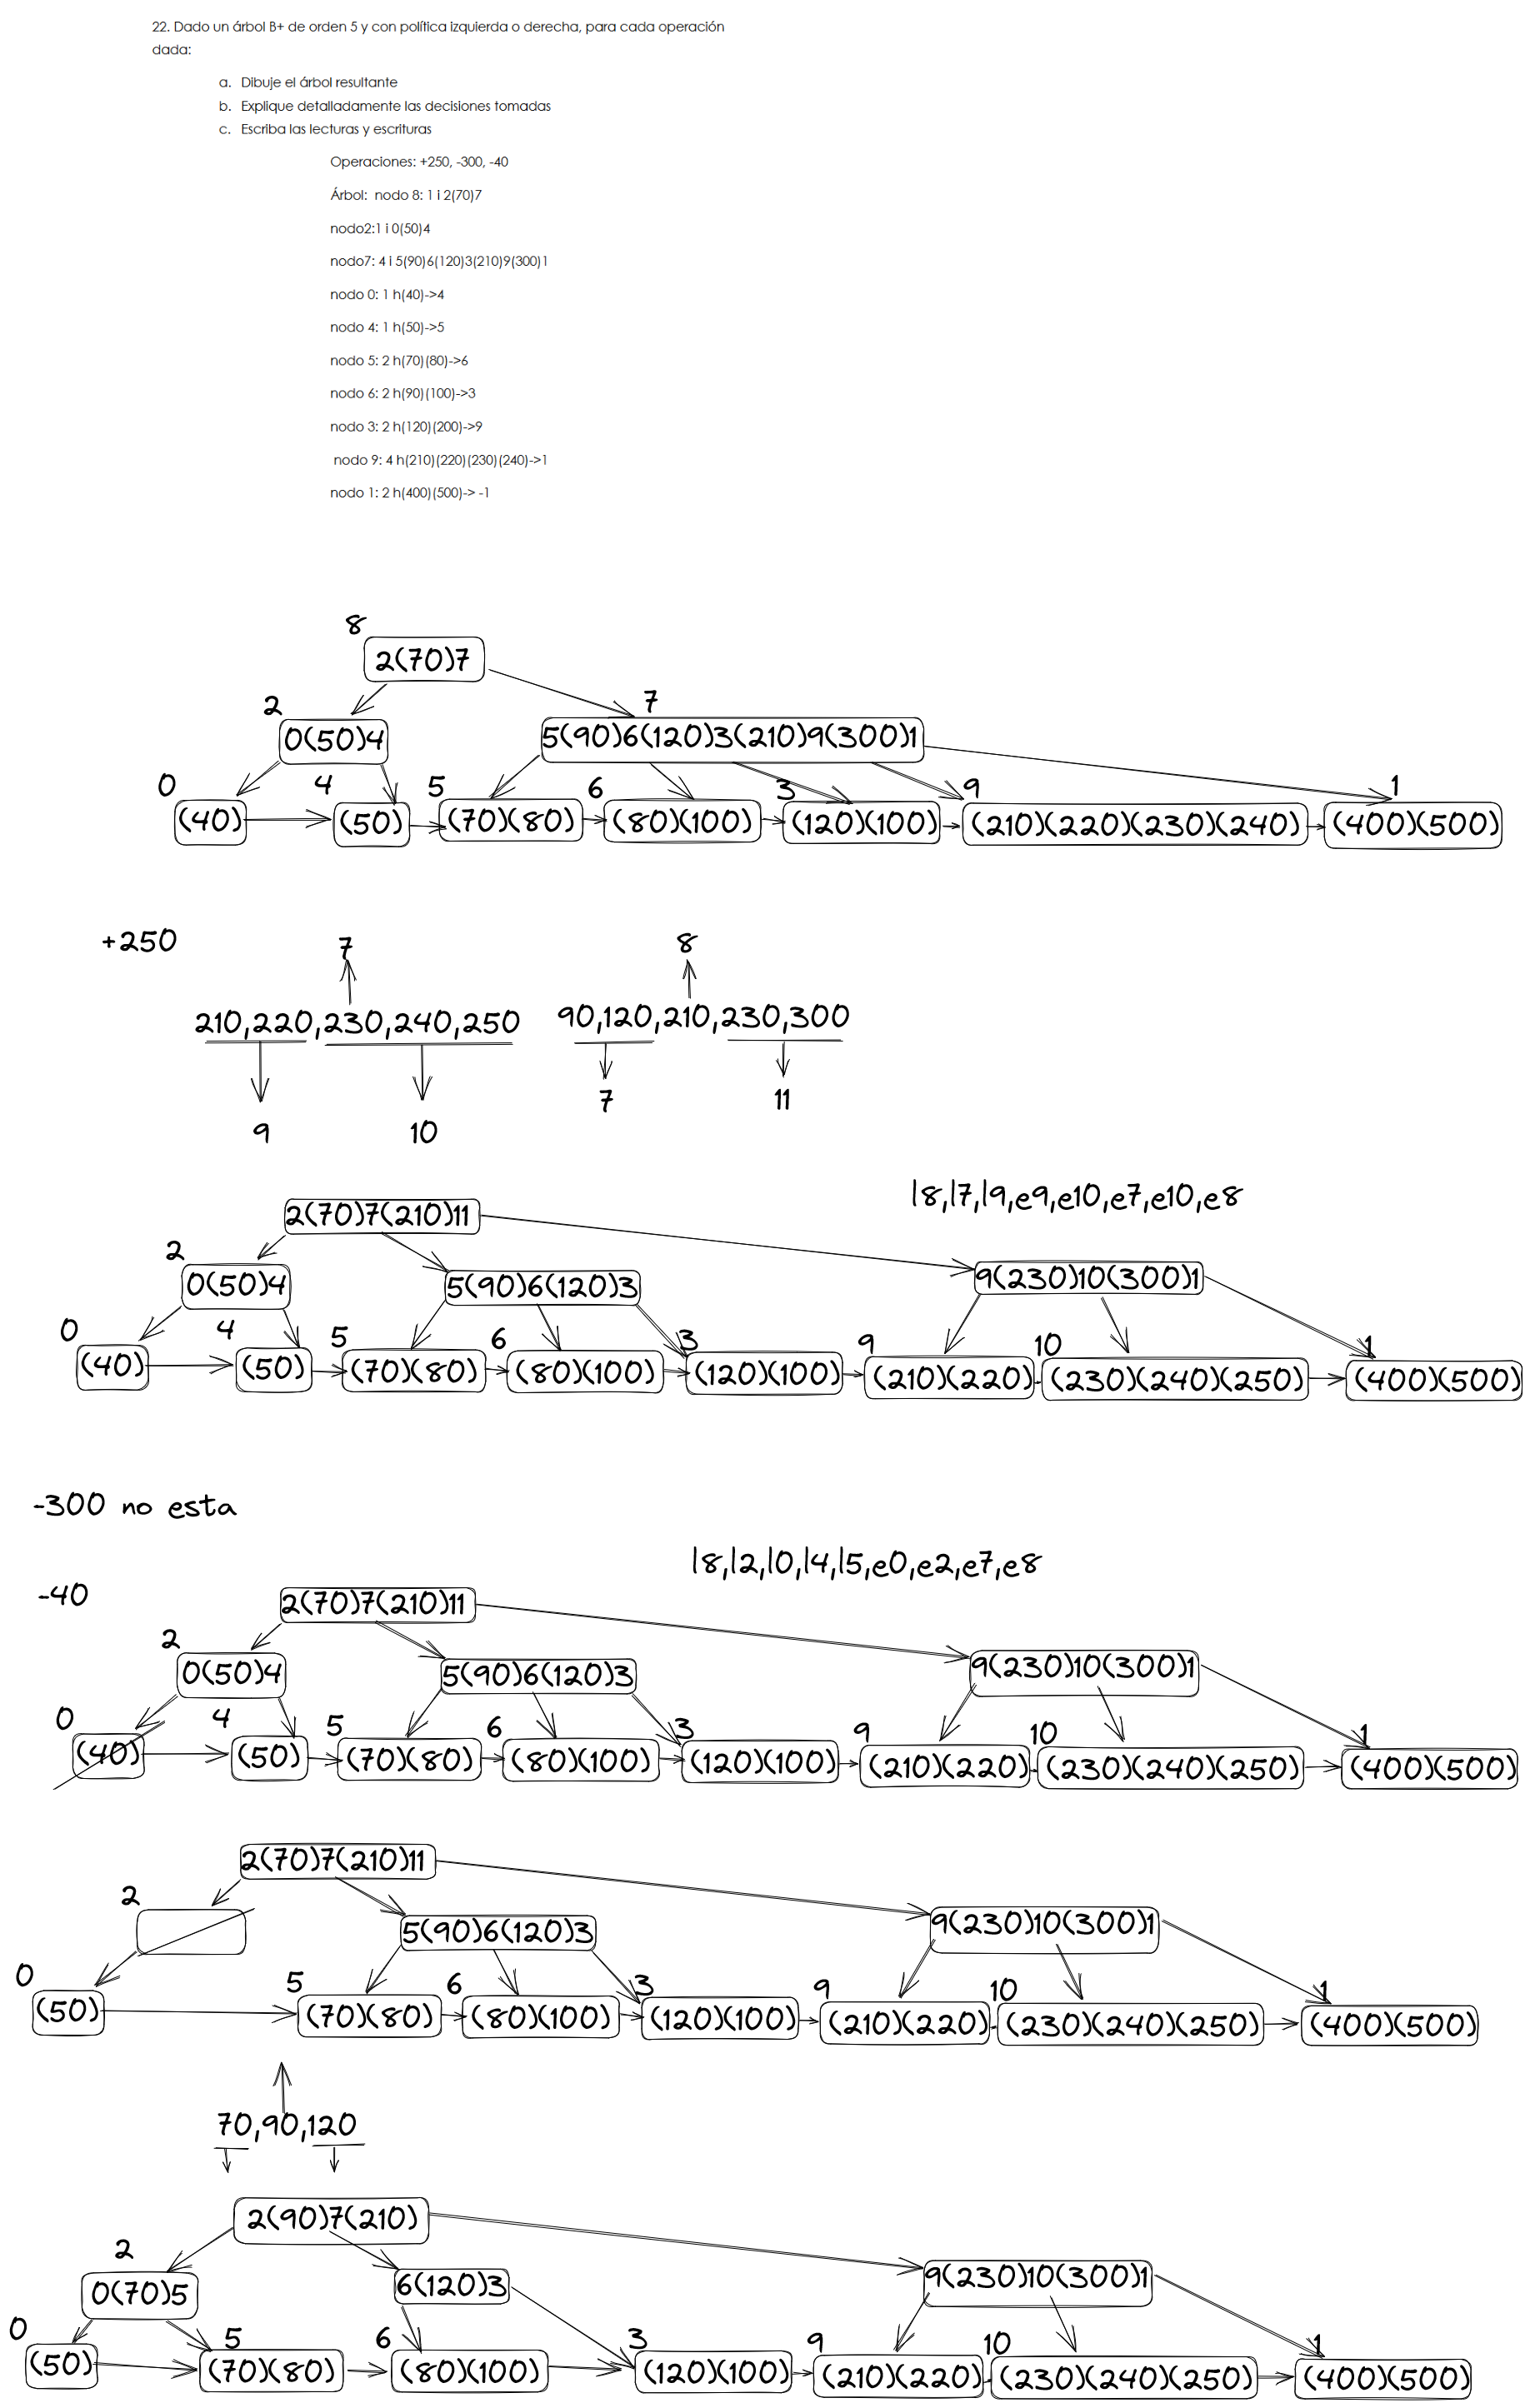 22. Dado un árbol B+ de orden 5 y con política izquierda o derecha, para cada operación
dada:
a. Dibuje el árbol resultante
b. Explique detalladamente las decisiones tomadas
c. Escriba las lecturas y escrituras
Operaciones: +250, -300, -40
Árbol: nodo 8: 1 i 2(70)7
nodo2:1 i 0(50)4
nodo7: 4 i 5(90)6(120)3(210)9(300)1
nodo 0: 1 h(40)->4
nodo 4: 1 h(50)->5
nodo 5: 2 h(70)(80)->6
nodo 6: 2 h(90)(100)->3
nodo 3: 2 h(120)(200)->9
nodo 9: 4 h(210)(220)(230)(240)->1
nodo 1: 2 h(400)(500)-> -1
8
2(70)7
2 7
0(50)4 5(90)6(120)3(210)9(300)1
0 4 5 6 3 9 1
(40) (50) (70)(80) (80)(100) (120)(100) (210)(220)(230)(240) (400)(500)
+250 7 8
210,220,230,240,250 90,120,210,230,300
7 11
9 10
l8,l7,l9,e9,e10,e7,e10,e8
2(70)7(210)11
2
0(50)4 5(90)6(120)3 9(230)10(300)1
0 4 5 6 3 9 10 1
(40) (50) (70)(80) (80)(100) (120)(100) (210)(220) (230)(240)(250) (400)(500)
-300 no esta
l8,l2,l0,l4,l5,e0,e2,e7,e8
-40
2(70)7(210)11
2
0(50)4 5(90)6(120)3 9(230)10(300)1
0 4 5 6 3 9 10 1
(40) (50) (70)(80) (80)(100) (120)(100) (210)(220) (230)(240)(250) (400)(500)
2(70)7(210)11
2
5(90)6(120)3 9(230)10(300)1
0 5 6 3 9 10 1
(50) (70)(80) (80)(100) (120)(100) (210)(220) (230)(240)(250) (400)(500)
70,90,120
2(90)7(210)
2
0(70)5 6(120)3 9(230)10(300)1
0 5 6 3 9 10 1
(50) (70)(80) (80)(100) (120)(100) (210)(220) (230)(240)(250) (400)(500)